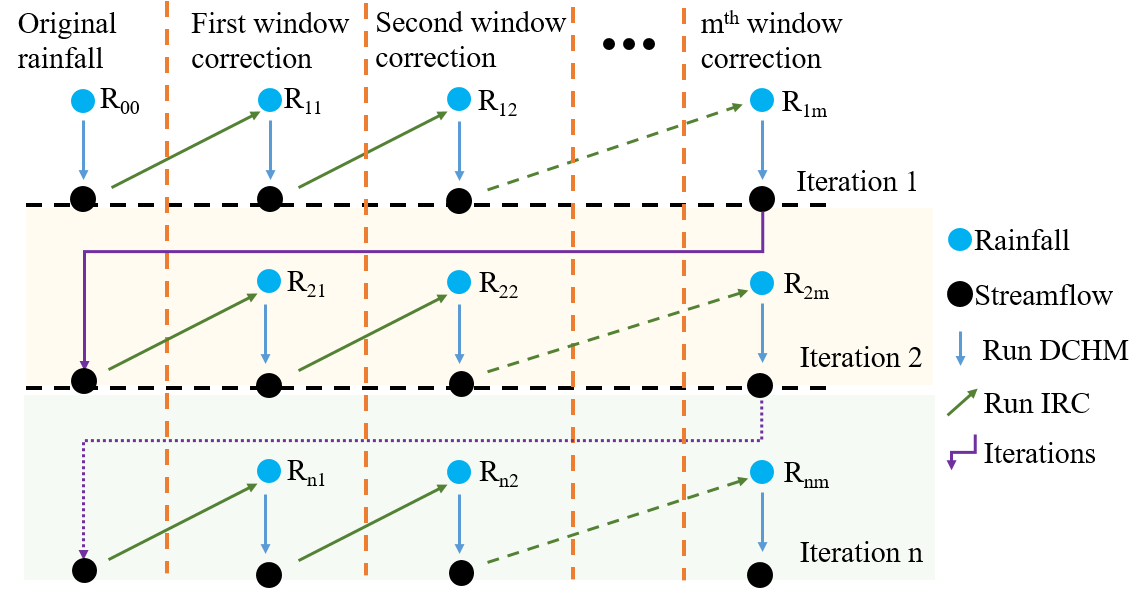 Original
rainfall
First window
correction
Second window
correction
mth window
correction
R00
R11
R12
R1m
Iteration 1
R21
R22
R2m
Iteration 2
Rn1
Rn2
Rnm
Iteration n
Rainfall
Streamflow
Run DCHM
Run IRC
Iterations